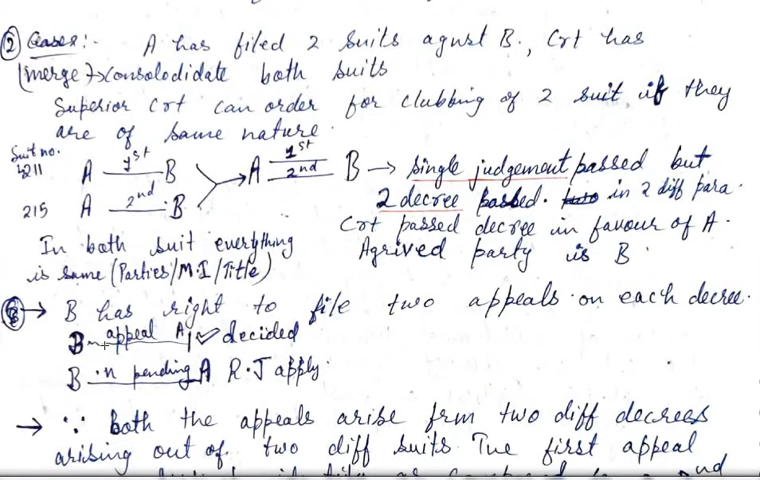 ② Cases:- A has filed 2 suits agnst B., Crt has
(merge)→consolodidate both suits
Superior Crt can order for clubbing of 2 suit if they
are of same nature.
Suit no.
211 A 1st B → A 1st 2nd B → single judgement passed but
215 A 2nd B 2 decree passed. in 2 diff para.
Crt passed decree in favour of A.
In both suit everything Agrived party is B.
is same (Parties/M.I/Title)
→ B has right to file two appeals on each decree.
B appeal A ✓ decided
B n pending A R.J apply.
→ ∵ both the appeals arise frm two diff decrees
arising out of two diff suits. The first appeal